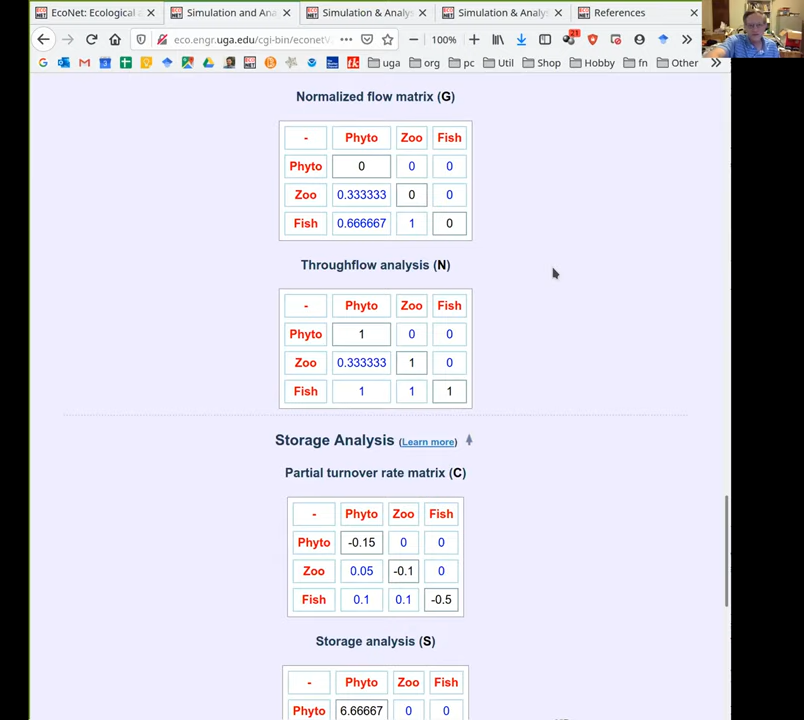 EcoNet: Ecological
Simulation and Ana
Simulation & Analys
Simulation & Analys
References
eco.engr.uga.edu/cgi-bin/econetV
100%
21
uga
org
pc
Util
Shop
Hobby
fn
Other
Normalized flow matrix (G)
- Phyto Zoo Fish
Phyto 0 0 0
Zoo 0.333333 0 0
Fish 0.666667 1 0
Throughflow analysis (N)
- Phyto Zoo Fish
Phyto 1 0 0
Zoo 0.333333 1 0
Fish 1 1 1
Storage Analysis (Learn more)
Partial turnover rate matrix (C)
- Phyto Zoo Fish
Phyto -0.15 0 0
Zoo 0.05 -0.1 0
Fish 0.1 0.1 -0.5
Storage analysis (S)
- Phyto Zoo Fish
Phyto 6.66667 0 0